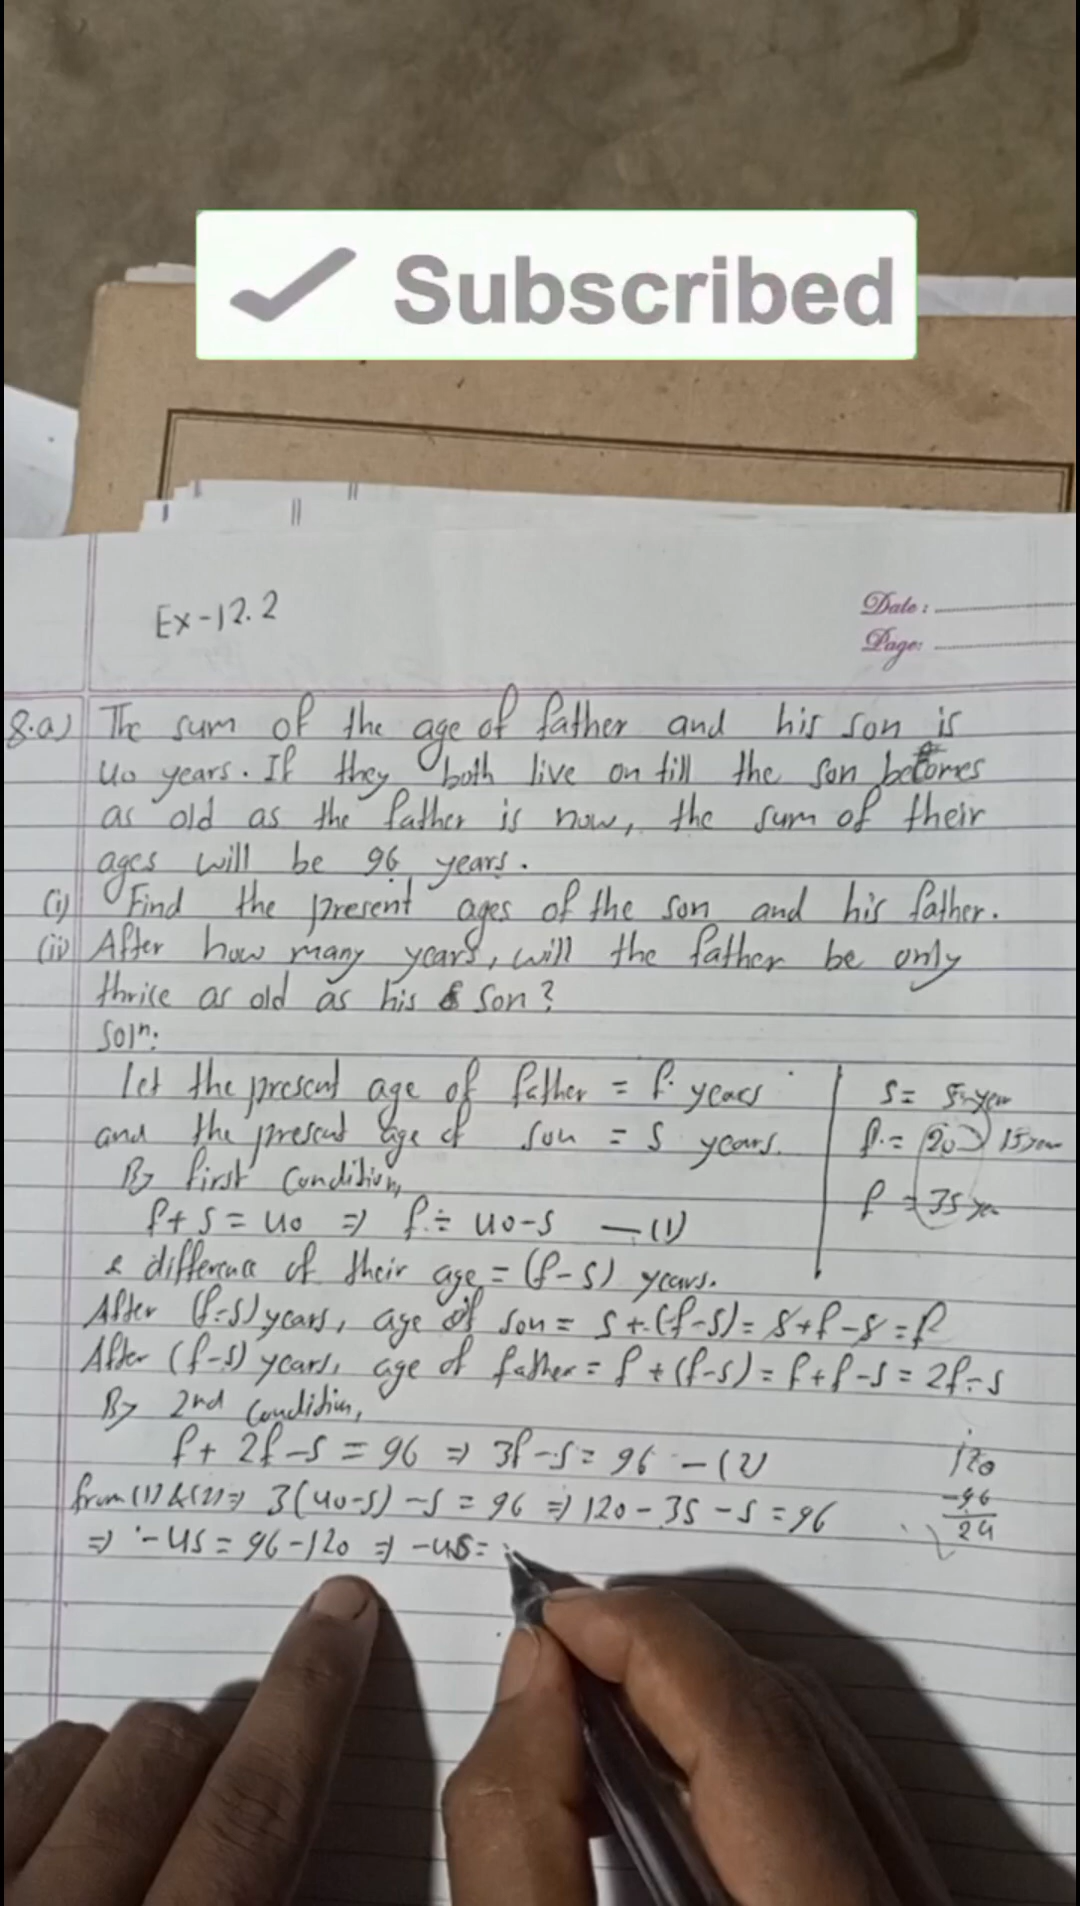 Subscribed
Ex-12.2
Date:
Page:
8.a) The sum of the age of father and his son is
40 years. If they both live on till the son becomes
as old as the father is now, the sum of their
ages will be 96 years.
(i) Find the present ages of the son and his father.
(ii) After how many years, will the father be only
thrice as old as his son?
Soln:
Let the present age of father = f years
and the present age of son = s years.
By first condition,
f + s = 40 => f = 40-s —(1)
& difference of their age = (f-s) years.
After (f-s) years, age of son = s + (f-s) = s+f-s = f
After (f-s) years, age of father = f + (f-s) = f+f-s = 2f-s
By 2nd condition,
f + 2f - s = 96 => 3f - s = 96 -(2)
from (1) & (2) => 3(40-s) - s = 96 => 120 - 3s - s = 96
=> -4s = 96-120 => -4s =
s = 5 year
f = 20 15 year
f = 35
120
-96
24